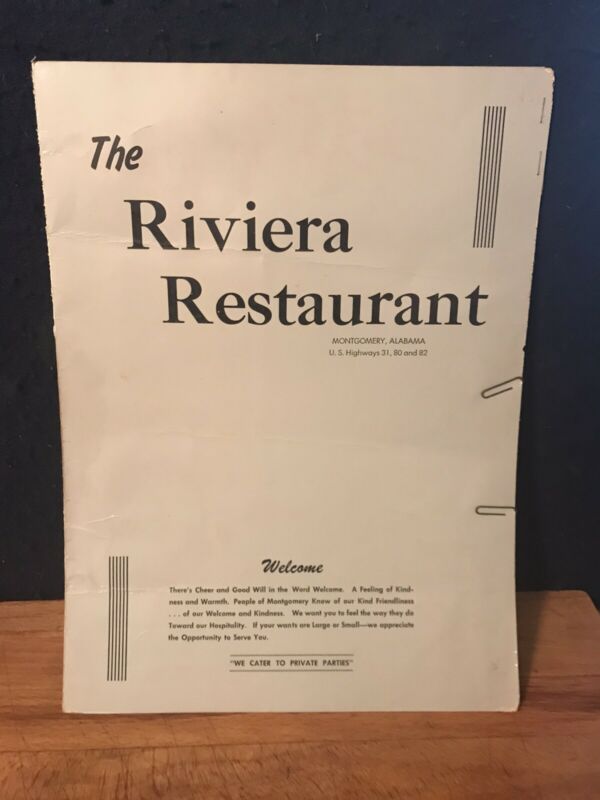 The
Riviera
Restaurant
MONTGOMERY, ALABAMA
U. S. Highways 31, 80 and 82
Welcome
There's Cheer and Good Will in the Word Welcome. A Feeling of Kind-
ness and Warmth. People of Montgomery Know of our Kind Friendliness
. . . of our Welcome and Kindness. We want you to feel the way they do
Toward our Hospitality. If your wants are Large or Small—we appreciate
the Opportunity to Serve You.
"WE CATER TO PRIVATE PARTIES"